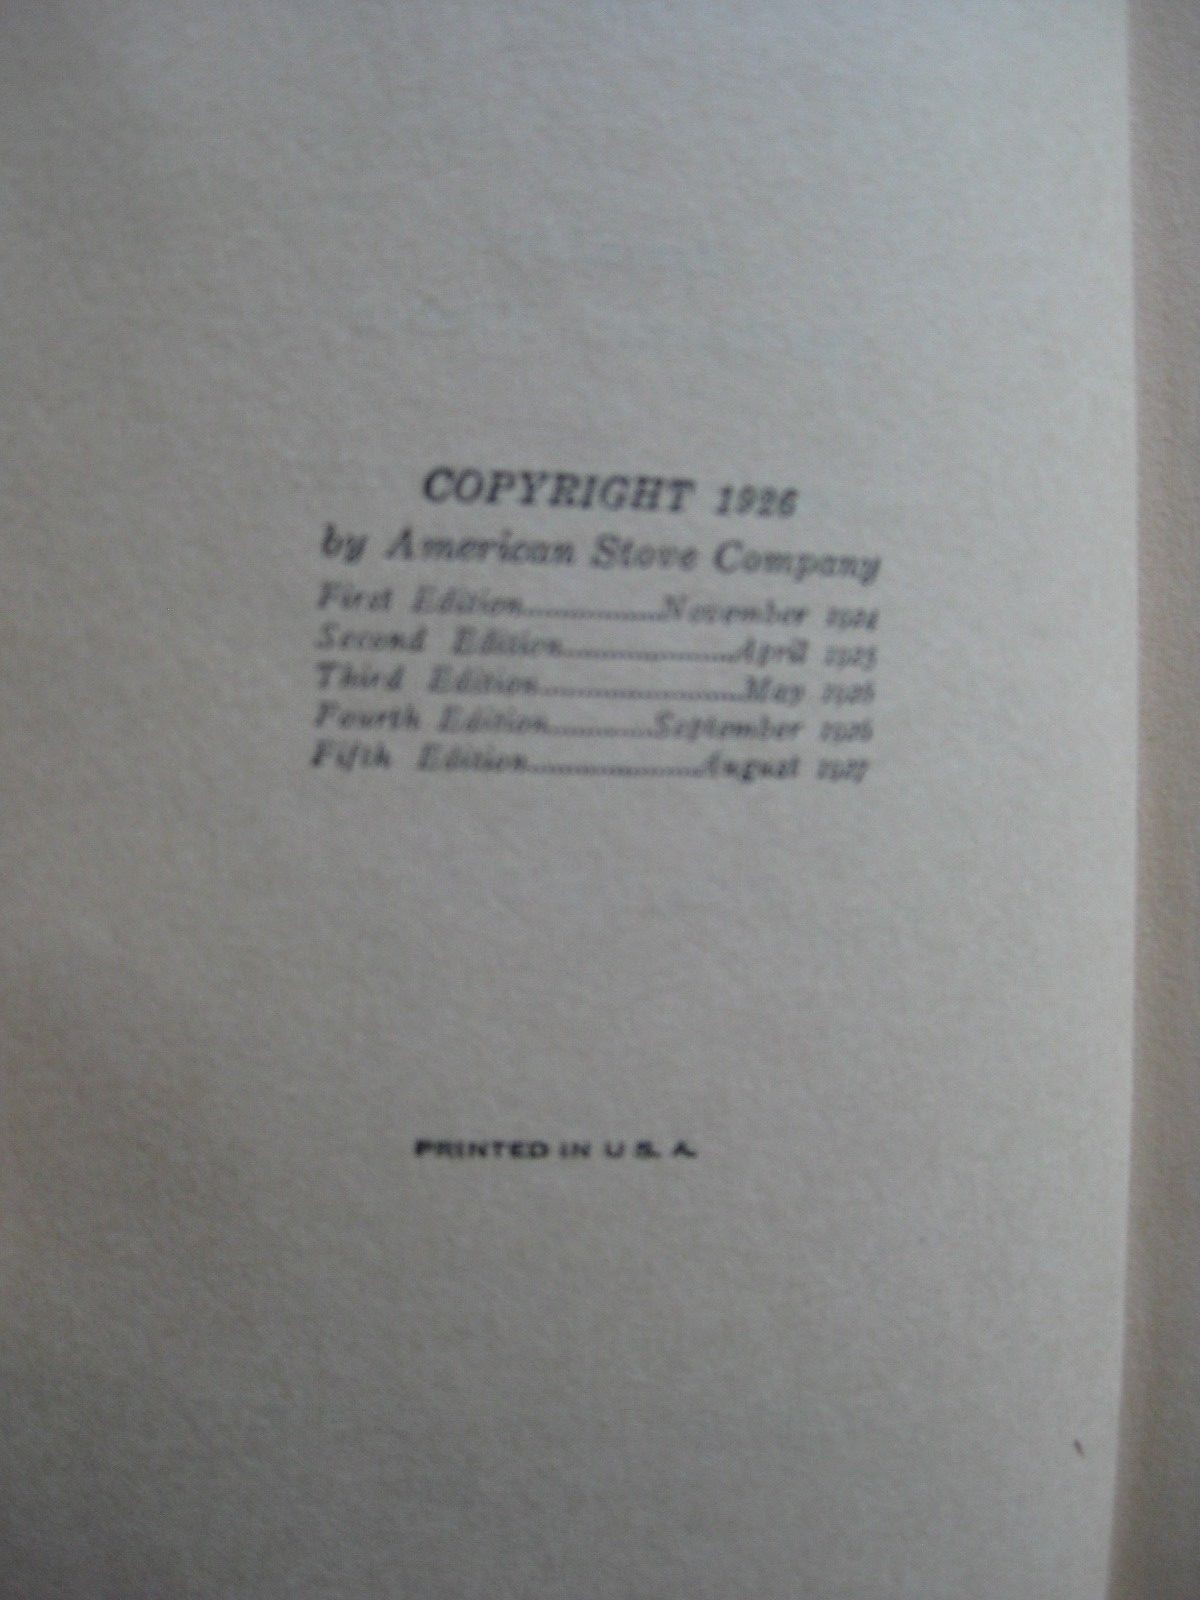 COPYRIGHT 1926
by American Stove Company
First Edition................November 1924
Second Edition....................April 1925
Third Edition........................May 1926
Fourth Edition............September 1926
Fifth Edition....................August 1927
PRINTED IN U S. A.